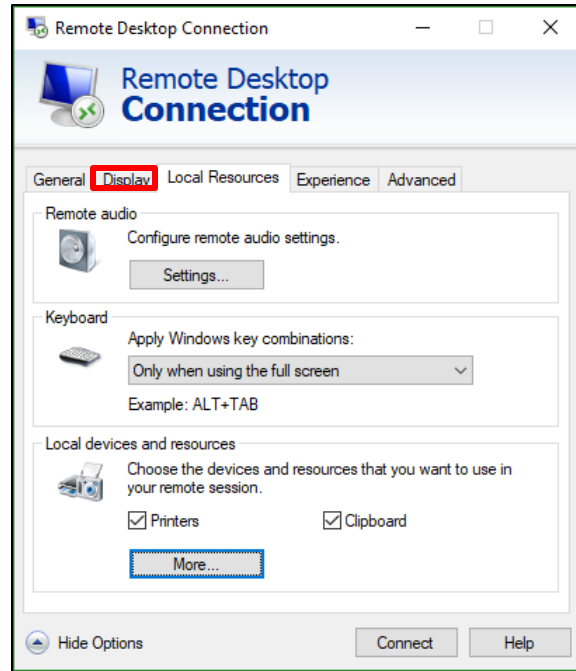 Remote Desktop Connection
Remote Desktop
Connection
General Display Local Resources Experience Advanced
Remote audio
Configure remote audio settings.
Settings...
Keyboard
Apply Windows key combinations:
Only when using the full screen
Example: ALT+TAB
Local devices and resources
Choose the devices and resources that you want to use in
your remote session.
Printers Clipboard
More...
Hide Options Connect Help